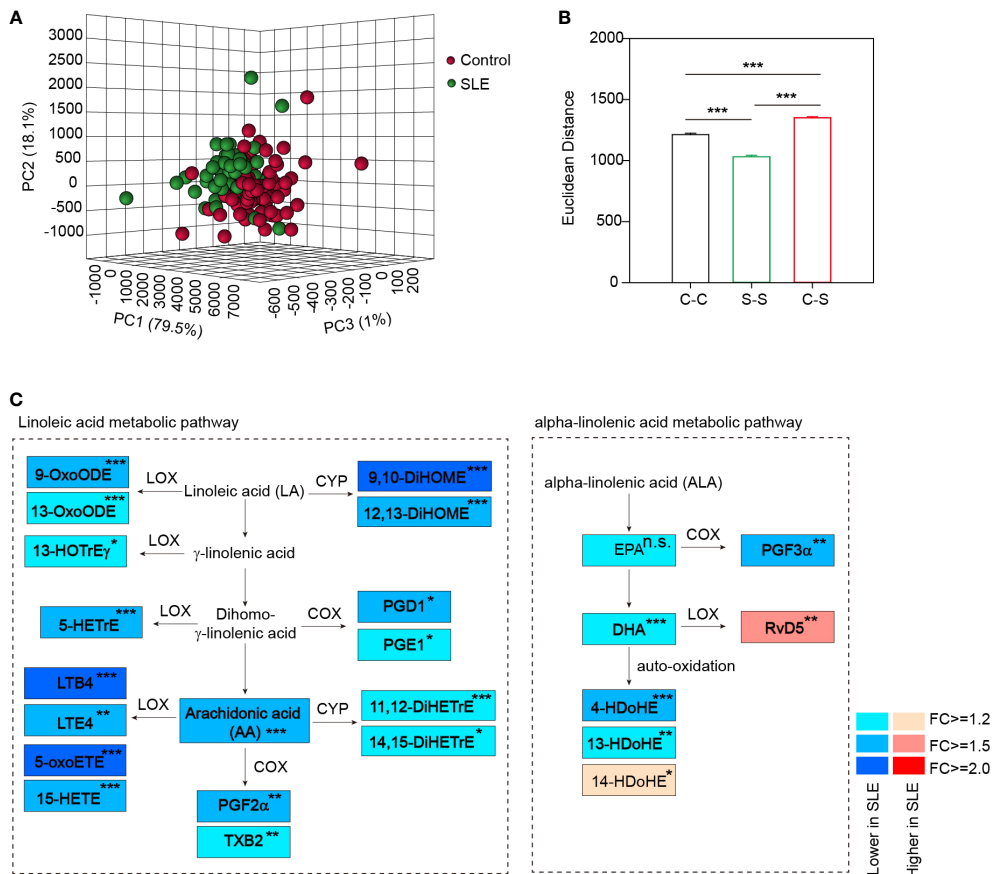 A
3000
2500
2000
1500
1000
500
0
-500
-1000
PC2 (18.1%)
-1000
0
1000
2000
3000
4000
5000
6000
7000
PC1 (79.5%)
-600
-500
-400
-300
-200
-100
0
100
200
PC3 (1%)
Control
SLE
B
2000
1500
1000
500
0
Euclidean Distance
***
***
***
C-C
S-S
C-S
C
Linoleic acid metabolic pathway
9-OxoODE***
LOX
13-OxoODE***
Linoleic acid (LA)
CYP
9,10-DiHOME***
12,13-DiHOME***
13-HOTrEγ*
LOX
γ-linolenic acid
5-HETrE***
LOX
Dihomo-
γ-linolenic acid
COX
PGD1*
PGE1*
LTB4***
LTE4**
5-oxoETE***
15-HETE***
LOX
Arachidonic acid
(AA) ***
CYP
11,12-DiHETrE***
14,15-DiHETrE*
COX
PGF2α**
TXB2**
alpha-linolenic acid metabolic pathway
alpha-linolenic acid (ALA)
EPA n.s.
COX
PGF3α**
DHA***
LOX
RvD5**
auto-oxidation
4-HDoHE***
13-HDoHE**
14-HDoHE*
FC>=1.2
FC>=1.5
FC>=2.0
Lower in SLE
Higher in SLE